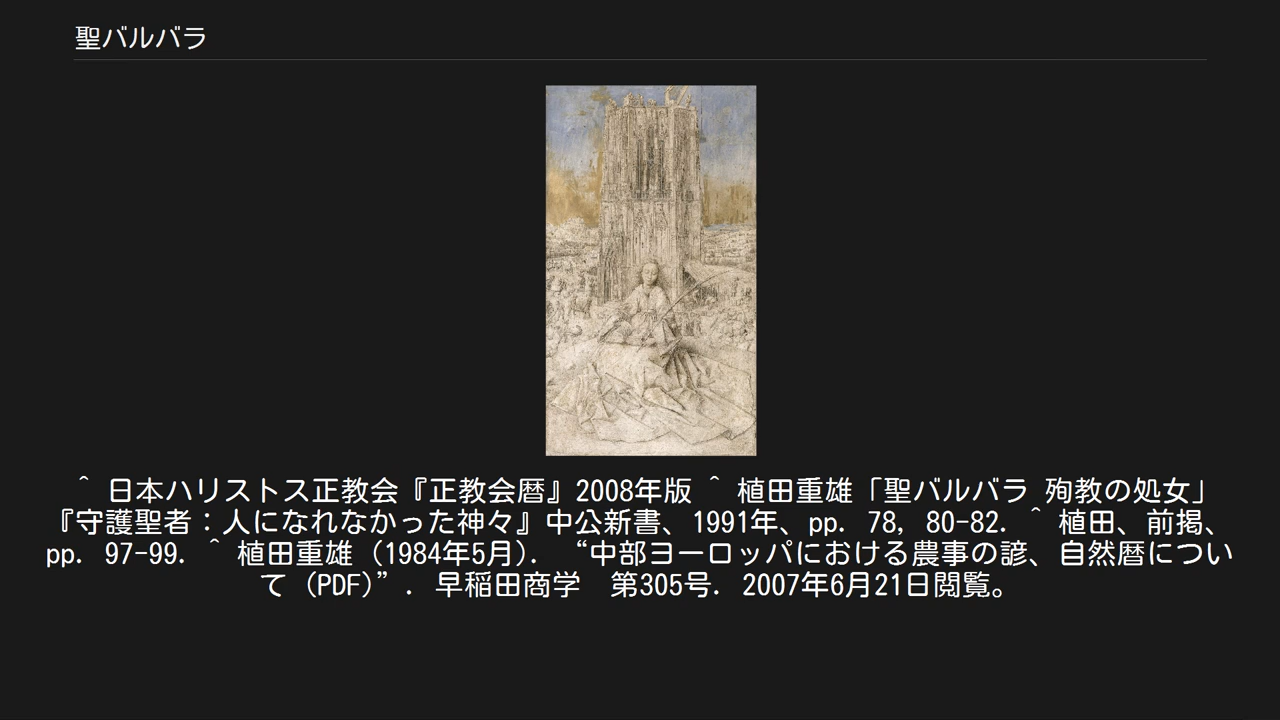 聖バルバラ
＾ 日本ハリストス正教会『正教会暦』2008年版 ＾ 植田重雄「聖バルバラ 殉教の処女」
『守護聖者：人になれなかった神々』中公新書、1991年、pp. 78, 80-82. ＾ 植田、前掲、
pp. 97-99. ＾ 植田重雄（1984年5月）. “中部ヨーロッパにおける農事の諺、自然暦につい
て（PDF）”. 早稲田商学　第305号. 2007年6月21日閲覧。